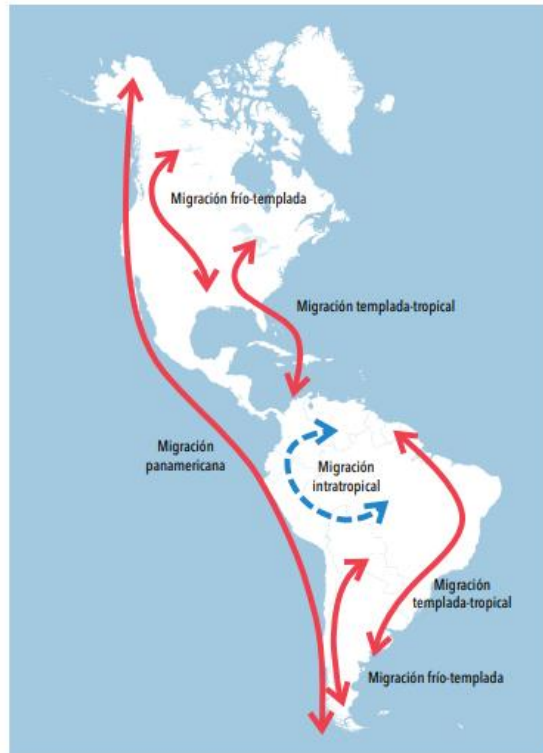 Migración frío-templada
Migración templada-tropical
Migración
panamericana
Migración
intratropical
Migración
templada-tropical
Migración frío-templada